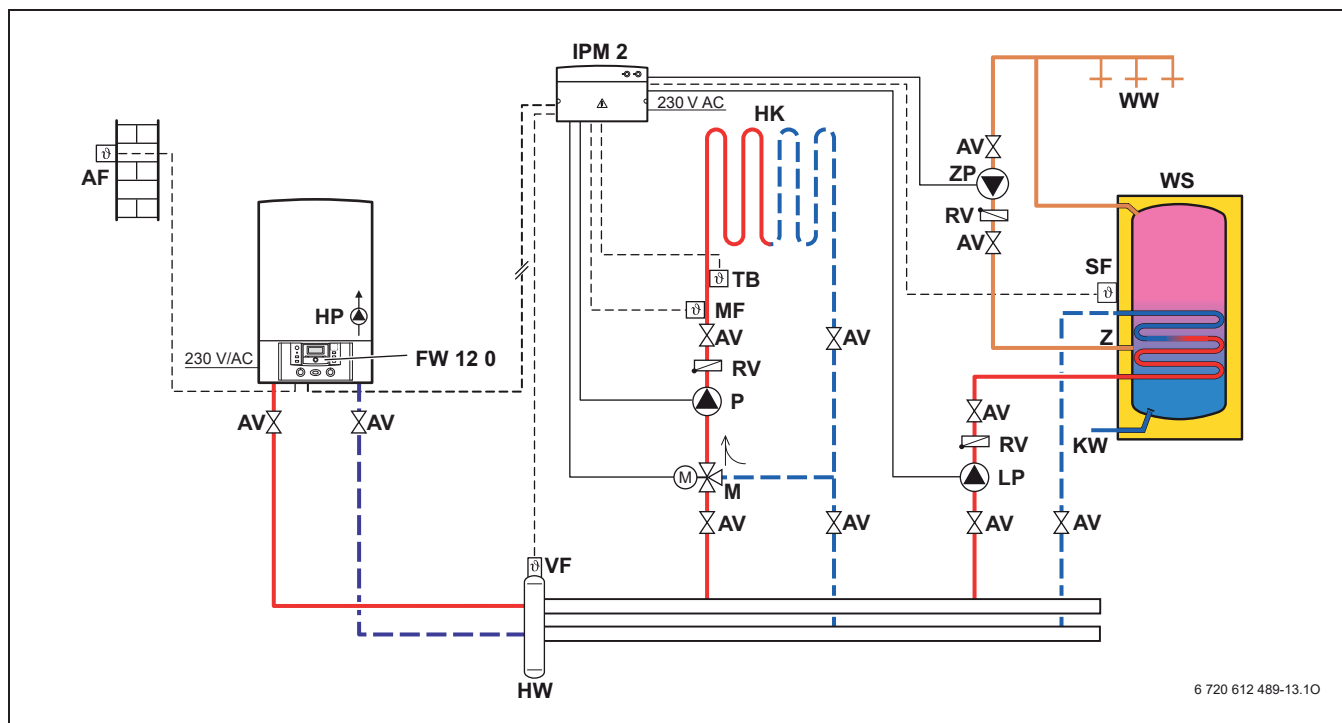 IPM 2
230 V AC
HK
WW
AV
ZP
WS
AF
RV
AV
SF
TB
HP
MF
AV
AV
Z
230 V/AC
FW 12 0
RV
P
AV
AV
AV
RV
KW
M
M
LP
AV
AV
AV
AV
VF
HW
6 720 612 489-13.1O
ϑ
ϑ
ϑ
ϑ
ϑ